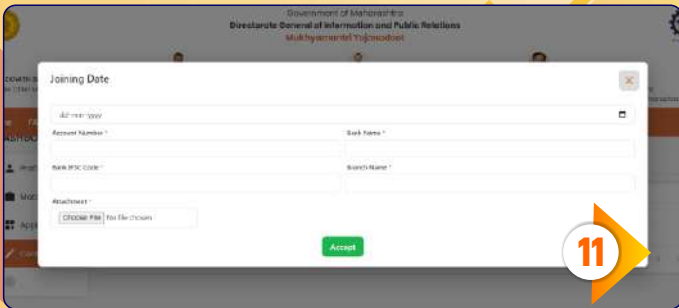 Government of Maharashtra
Directorate General of Information and Public Relations
Mukhyamantri Yojanadoot
Joining Date
dd-mm-yyyy
Account Number *
Bank Name *
Bank IFSC Code *
Branch Name *
Attachment *
Choose File No file chosen
Accept
11